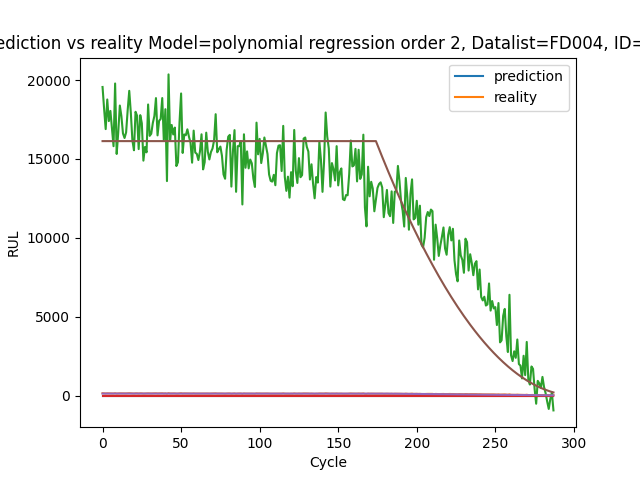 ediction vs reality Model=polynomial regression order 2, Datalist=FD004, ID=
prediction
reality
RUL
20000
15000
10000
5000
0
0 50 100 150 200 250 300
Cycle